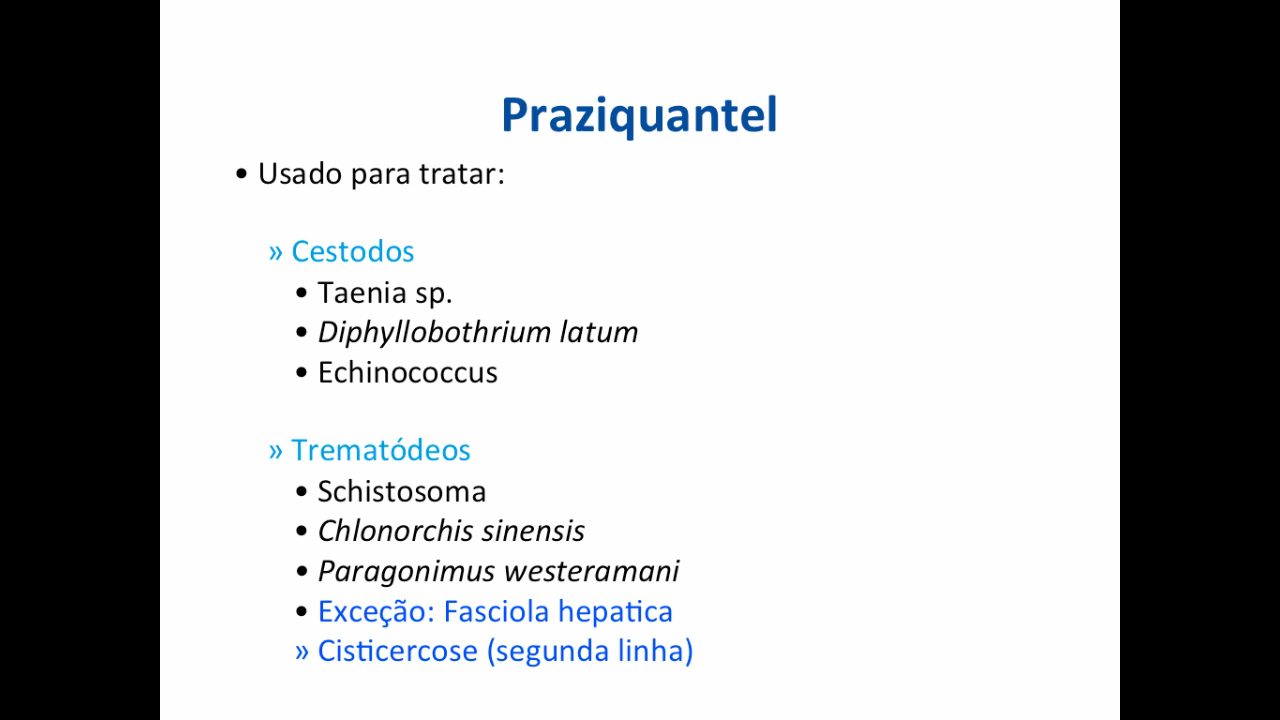 Praziquantel
• Usado para tratar:
» Cestodos
• Taenia sp.
• Diphyllobothrium latum
• Echinococcus
» Trematódeos
• Schistosoma
• Chlonorchis sinensis
• Paragonimus westeramani
• Exceção: Fasciola hepatica
» Cisticercose (segunda linha)